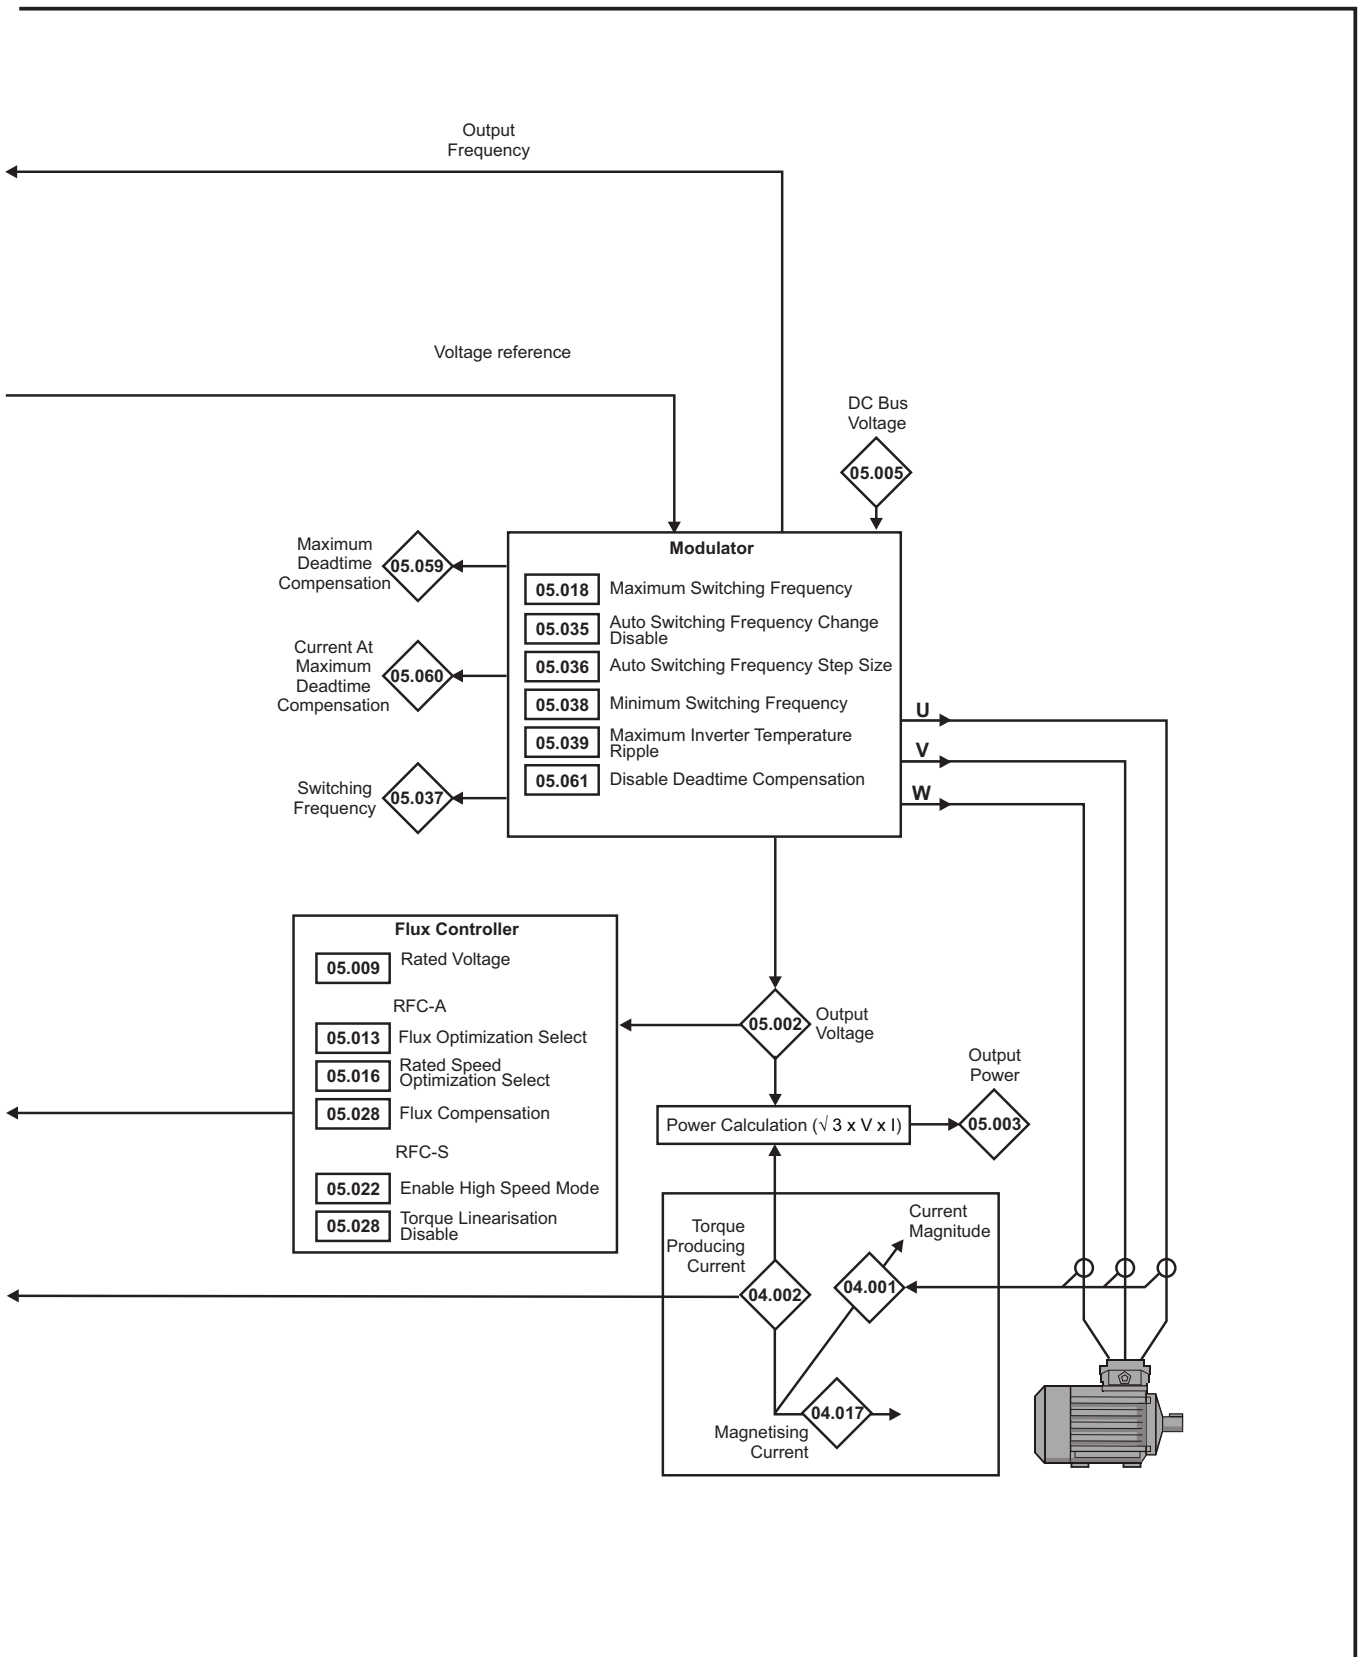 Output
Frequency
Voltage reference
DC Bus
Voltage
05.005
Modulator
05.018 Maximum Switching Frequency
05.035 Auto Switching Frequency Change
Disable
05.036 Auto Switching Frequency Step Size
05.038 Minimum Switching Frequency
05.039 Maximum Inverter Temperature
Ripple
05.061 Disable Deadtime Compensation
Maximum
Deadtime
Compensation
05.059
Current At
Maximum
Deadtime
Compensation
05.060
Switching
Frequency
05.037
U
V
W
Flux Controller
05.009 Rated Voltage
RFC-A
05.013 Flux Optimization Select
05.016 Rated Speed
Optimization Select
05.028 Flux Compensation
RFC-S
05.022 Enable High Speed Mode
05.028 Torque Linearisation
Disable
05.002
Output
Voltage
Output
Power
05.003
Power Calculation (√ 3 x V x I)
Torque
Producing
Current
04.002
Current
Magnitude
04.001
04.017
Magnetising
Current